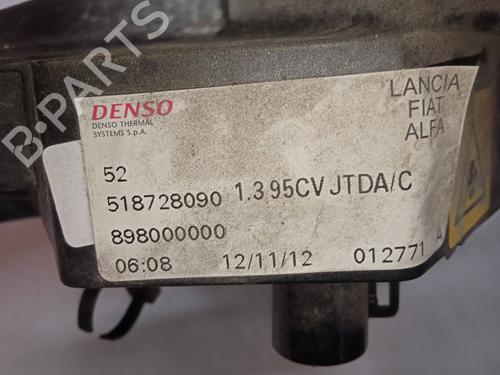 DENSO
DENSO THERMAL
SYSTEMS S.p.A.
LANCIA
FIAT
ALFA
52
518728090 1.3 95CV JTDA/C
898000000
06:08 12/11/12 012771 A
B-PARTS